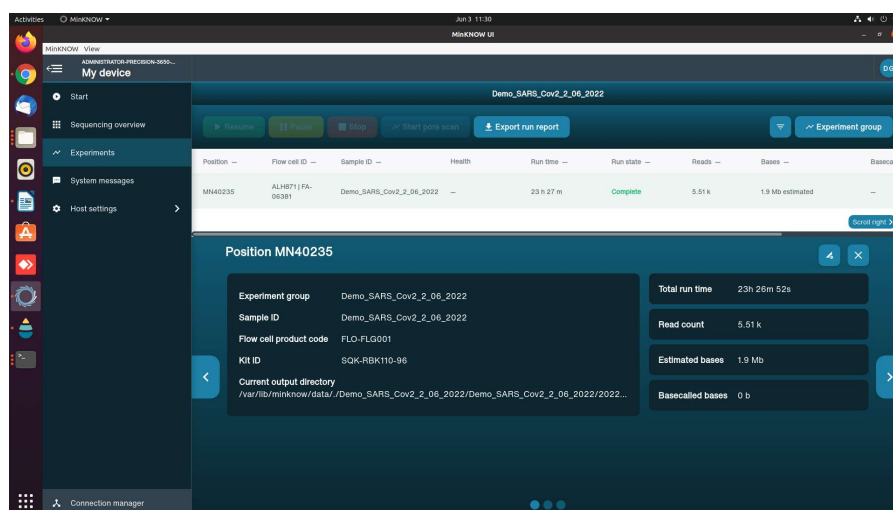 Activities
MinKNOW
Jun 3 11:30
MinKNOW UI
MinKNOW View
ADMINISTRATOR-PRECISION-3650-...
My device
Start
Sequencing overview
Experiments
System messages
Host settings
Connection manager
DG
Demo_SARS_Cov2_2_06_2022
Resume
Pause
Stop
Start pore scan
Export run report
Experiment group
Position — Flow cell ID — Sample ID — Health Run time — Run state — Reads — Bases — Baseca
MN40235 ALH871 | FA-06381 Demo_SARS_Cov2_2_06_2022 — 23 h 27 m Complete 5.51 k 1.9 Mb estimated —
Scroll right
Position MN40235
Experiment group Demo_SARS_Cov2_2_06_2022
Sample ID Demo_SARS_Cov2_2_06_2022
Flow cell product code FLO-FLG001
Kit ID SQK-RBK110-96
Current output directory
/var/lib/minknow/data/./Demo_SARS_Cov2_2_06_2022/Demo_SARS_Cov2_2_06_2022/2022...
Total run time 23h 26m 52s
Read count 5.51 k
Estimated bases 1.9 Mb
Basecalled bases 0 b